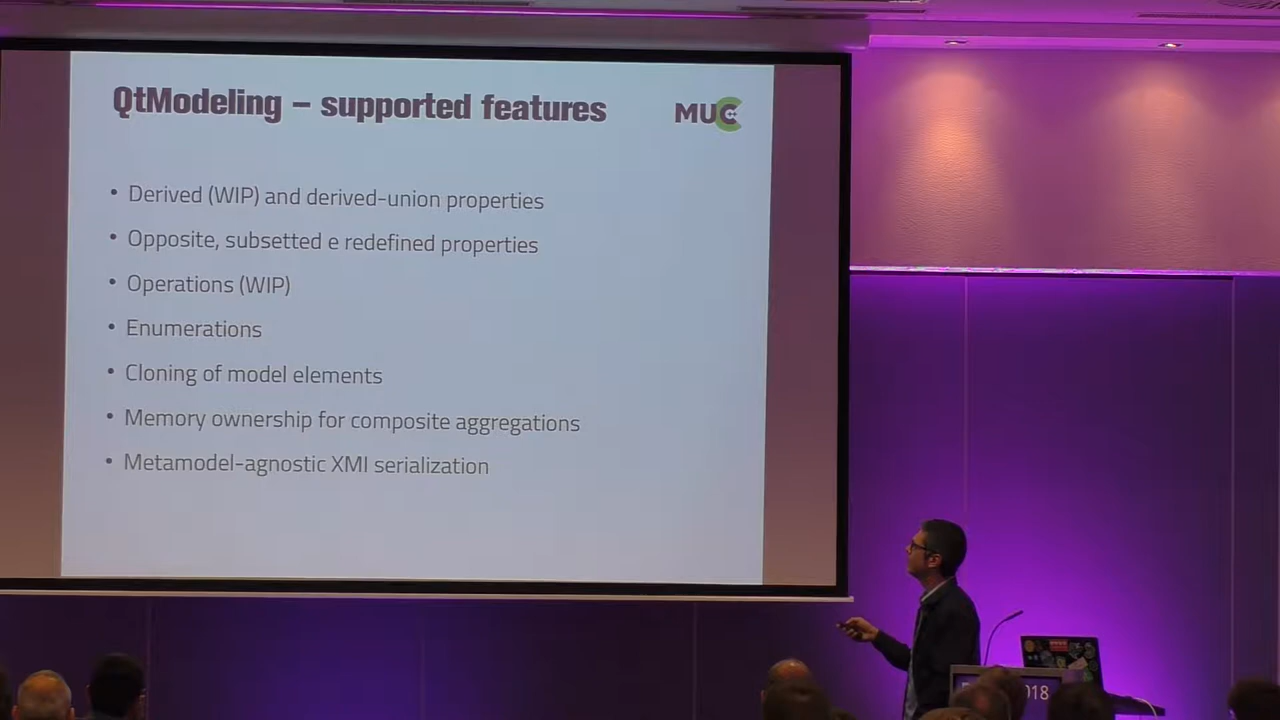 QtModeling – supported features
MUC
• Derived (WIP) and derived-union properties
• Opposite, subsetted e redefined properties
• Operations (WIP)
• Enumerations
• Cloning of model elements
• Memory ownership for composite aggregations
• Metamodel-agnostic XMI serialization
018